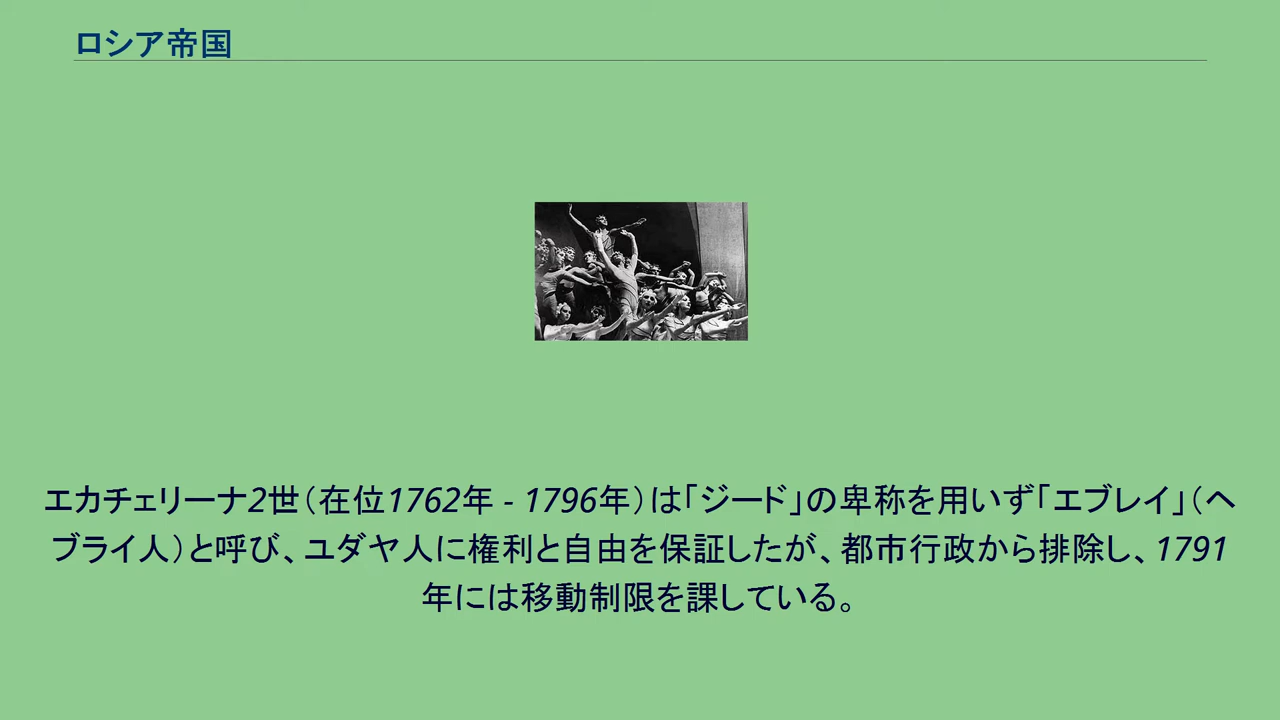 ロシア帝国
エカチェリーナ2世（在位1762年 - 1796年）は「ジード」の卑称を用いず「エブレイ」（ヘ
ブライ人）と呼び、ユダヤ人に権利と自由を保証したが、都市行政から排除し、1791
年には移動制限を課している。